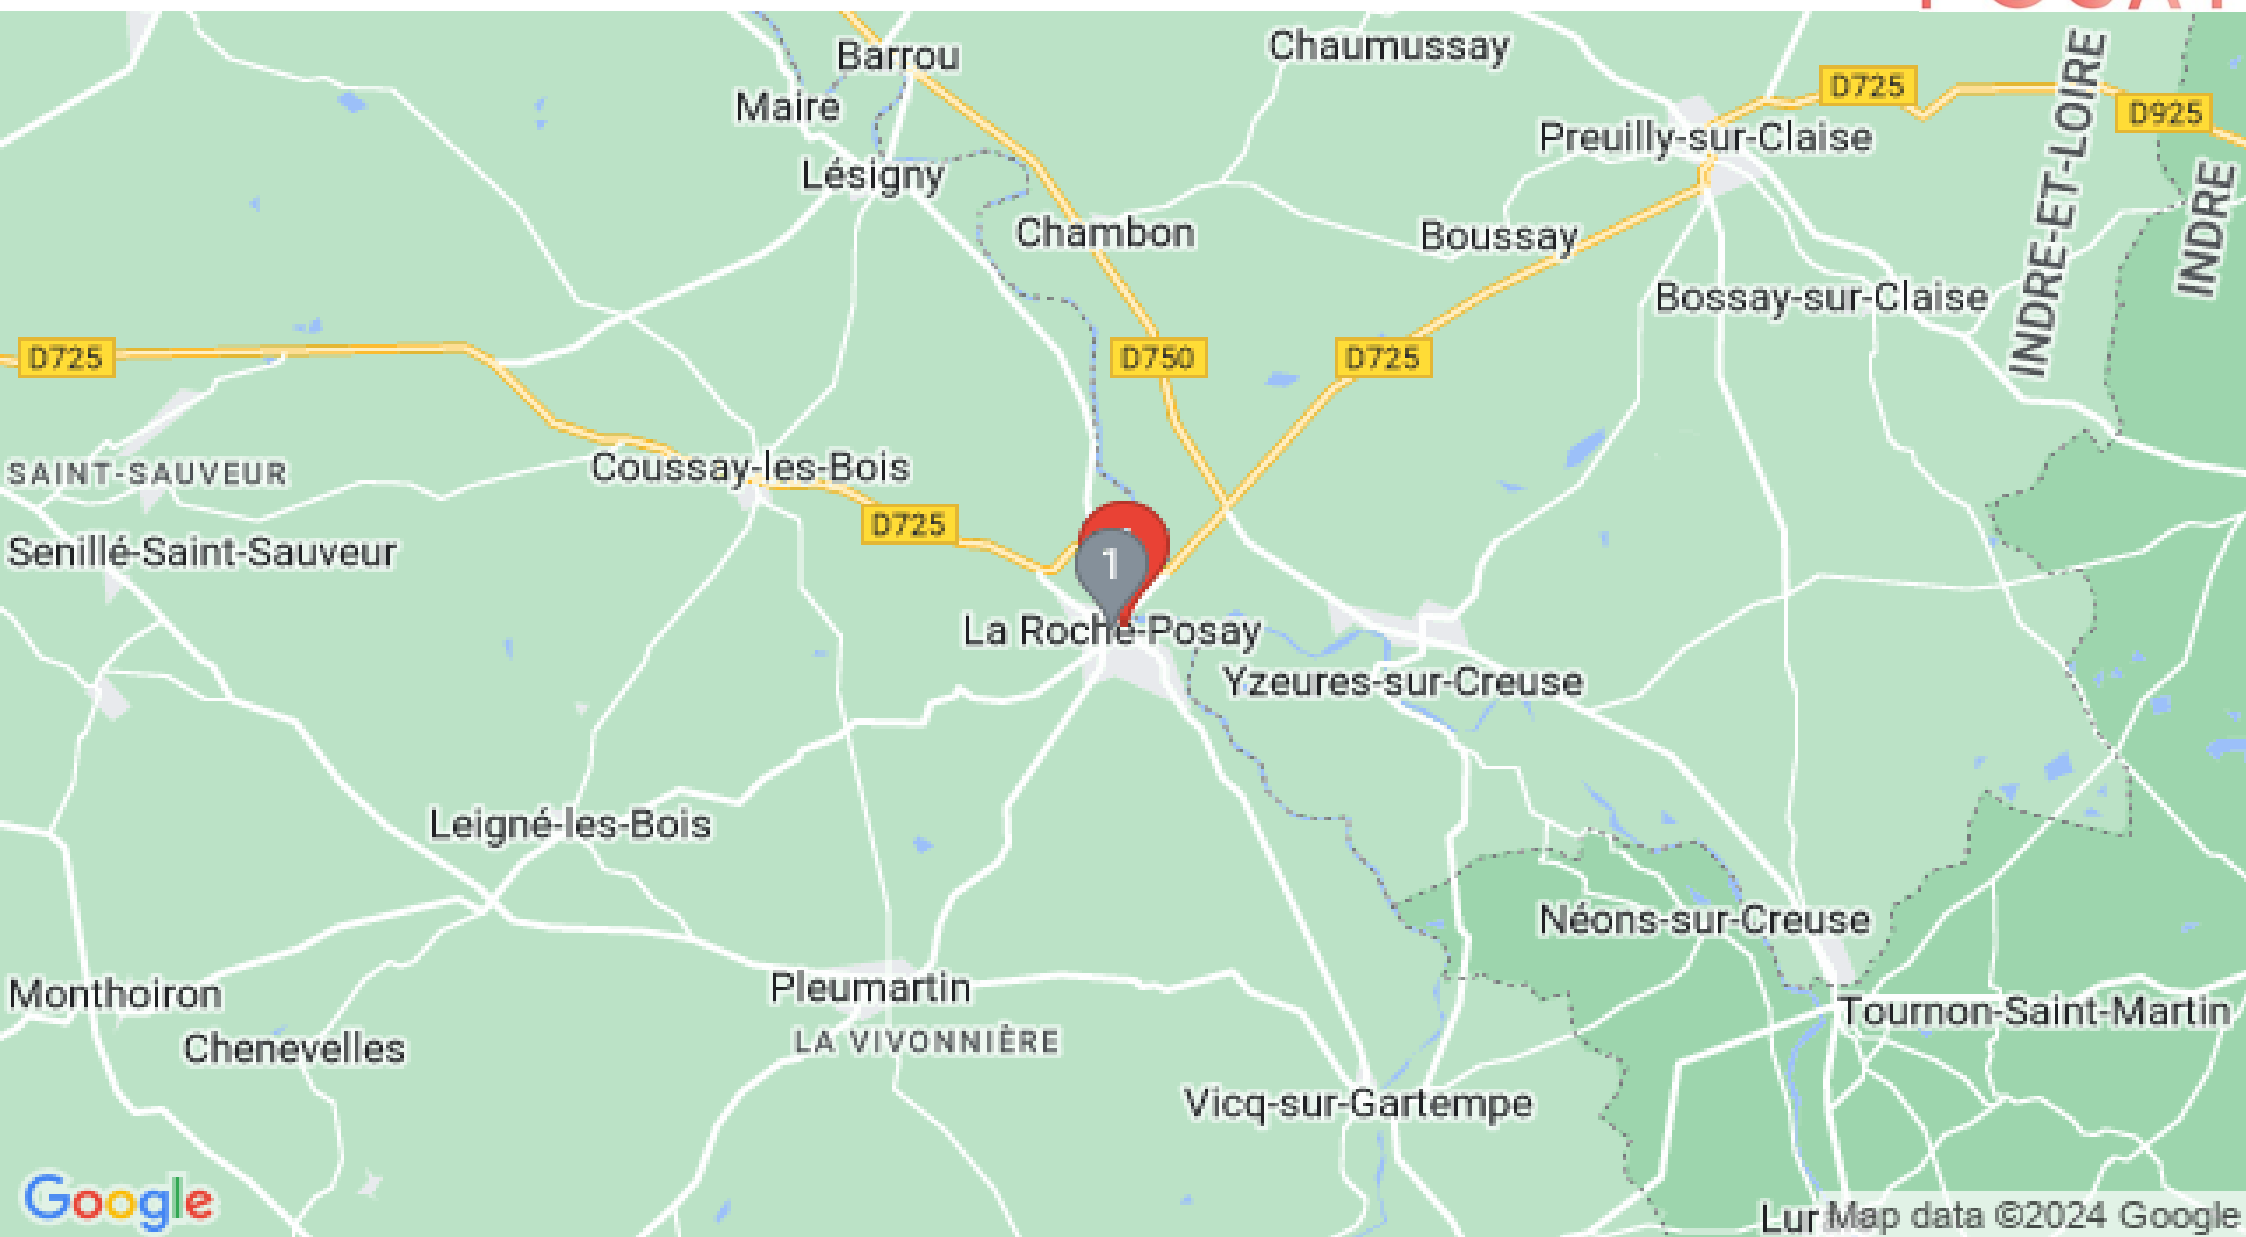 Barrou
Chaumussay
Maire
D725
D925
Preuilly-sur-Claise
Lésigny
INDRE-ET-LOIRE
INDRE
Chambon
Boussay
Bossay-sur-Claise
D725
D750
D725
SAINT-SAUVEUR
Coussay-les-Bois
D725
Senillé-Saint-Sauveur
1
La Roche-Posay
Yzeures-sur-Creuse
Leigné-les-Bois
Néons-sur-Creuse
Monthoiron
Pleumartin
Tournon-Saint-Martin
LA VIVONNIÈRE
Chenevelles
Vicq-sur-Gartempe
Google
Lur
Map data ©2024 Google